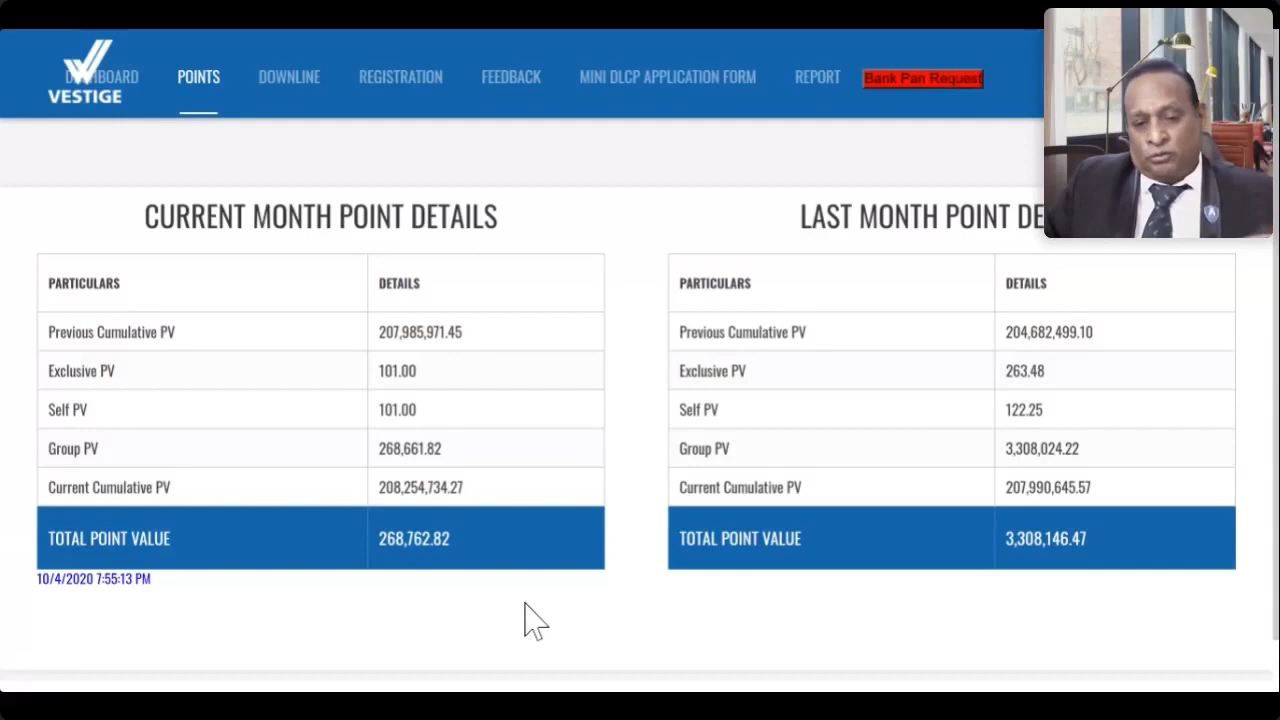 DASHBOARD POINTS DOWNLINE REGISTRATION FEEDBACK MINI DLCP APPLICATION FORM REPORT Bank Pan Request
VESTIGE
CURRENT MONTH POINT DETAILS
PARTICULARS DETAILS
Previous Cumulative PV 207,985,971.45
Exclusive PV 101.00
Self PV 101.00
Group PV 268,661.82
Current Cumulative PV 208,254,734.27
TOTAL POINT VALUE 268,762.82
10/4/2020 7:55:13 PM
LAST MONTH POINT DE
PARTICULARS DETAILS
Previous Cumulative PV 204,682,499.10
Exclusive PV 263.48
Self PV 122.25
Group PV 3,308,024.22
Current Cumulative PV 207,990,645.57
TOTAL POINT VALUE 3,308,146.47